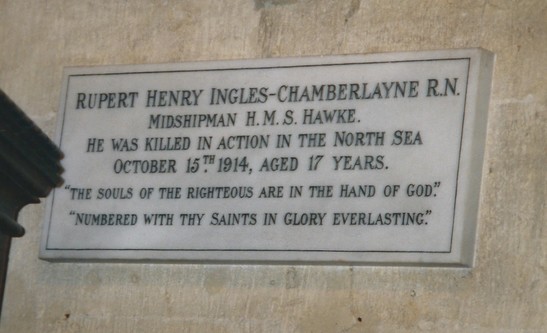 RUPERT HENRY INGLES-CHAMBERLAYNE R.N.
MIDSHIPMAN H.M.S. HAWKE.
HE WAS KILLED IN ACTION IN THE NORTH SEA
OCTOBER 15TH 1914, AGED 17 YEARS.
"THE SOULS OF THE RIGHTEOUS ARE IN THE HAND OF GOD."
"NUMBERED WITH THY SAINTS IN GLORY EVERLASTING."